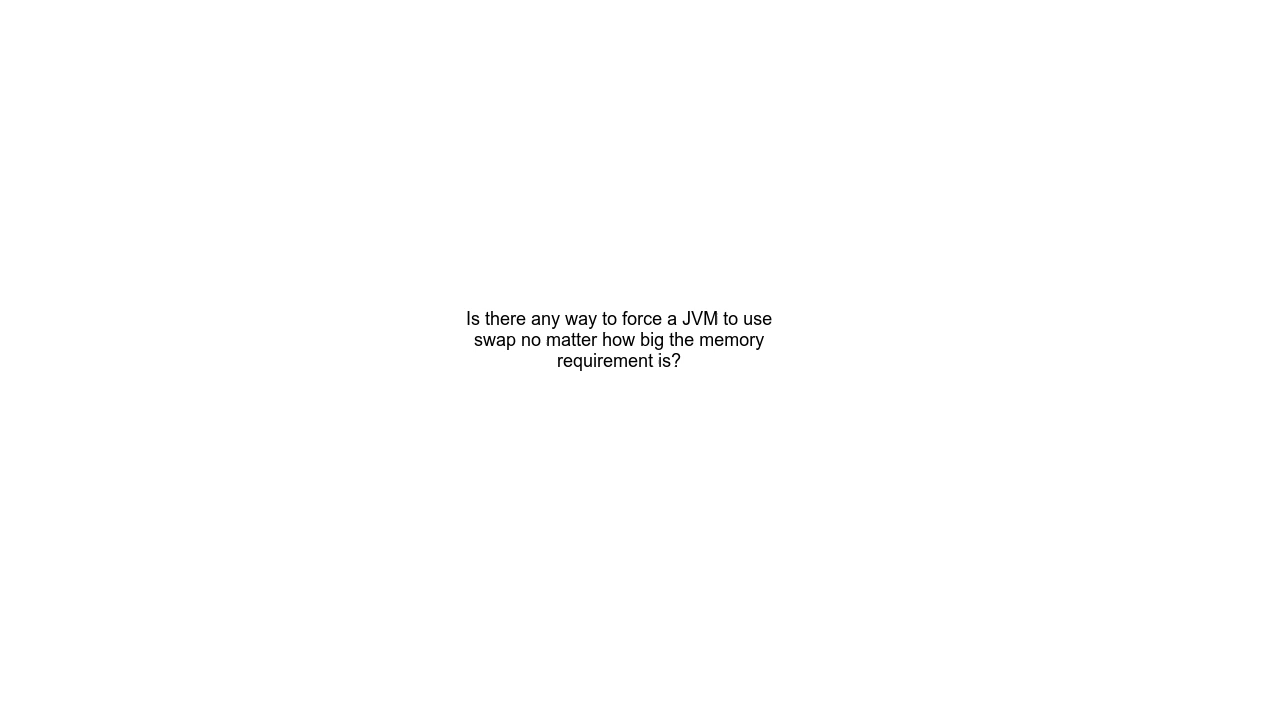 Is there any way to force a JVM to use
swap no matter how big the memory
requirement is?